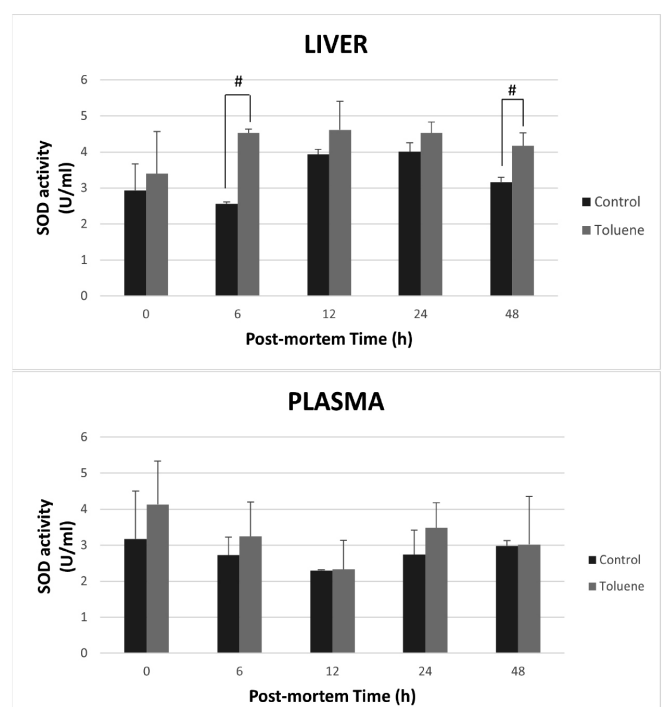 LIVER
SOD activity
(U/ml)
6
5
4
3
2
1
0
#
#
0 6 12 24 48
Post-mortem Time (h)
Control
Toluene
PLASMA
SOD activity
(U/ml)
6
5
4
3
2
1
0
0 6 12 24 48
Post-mortem Time (h)
Control
Toluene